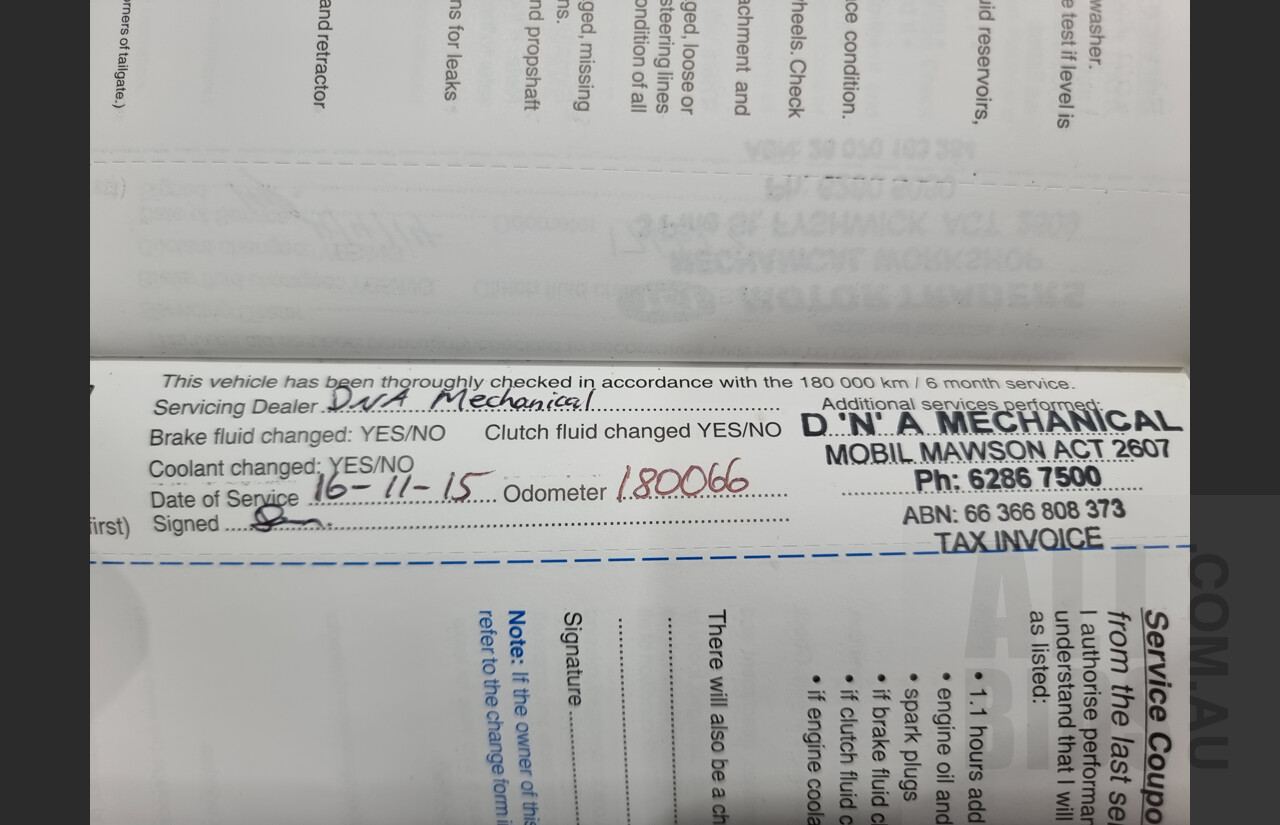 orners of tailgate.)
and retractor
ns for leaks
nd propshaft
ns.
ged, missing
ondition of all
steering lines
ged, loose or
achment and
heels. Check
ce condition.
uid reservoirs,
e test if level is
washer.
This vehicle has been thoroughly checked in accordance with the 180 000 km / 6 month service.
Servicing Dealer DNA Mechanical
Additional services performed:
Brake fluid changed: YES/NO Clutch fluid changed YES/NO
D 'N' A MECHANICAL
Coolant changed: YES/NO
MOBIL MAWSON ACT 2607
Date of Service 16-11-15 Odometer 180066
Ph: 6286 7500
irst) Signed
ABN: 66 366 808 373
TAX INVOICE
Service Coupo
from the last se
I authorise performan
understand that I will
as listed:
• 1.1 hours add
• engine oil and
• spark plugs
• if brake fluid c
• if clutch fluid c
• if engine coola
There will also be a ch
Signature
Note: If the owner of this
refer to the change form i
ALL
BIDS
.COM.AU